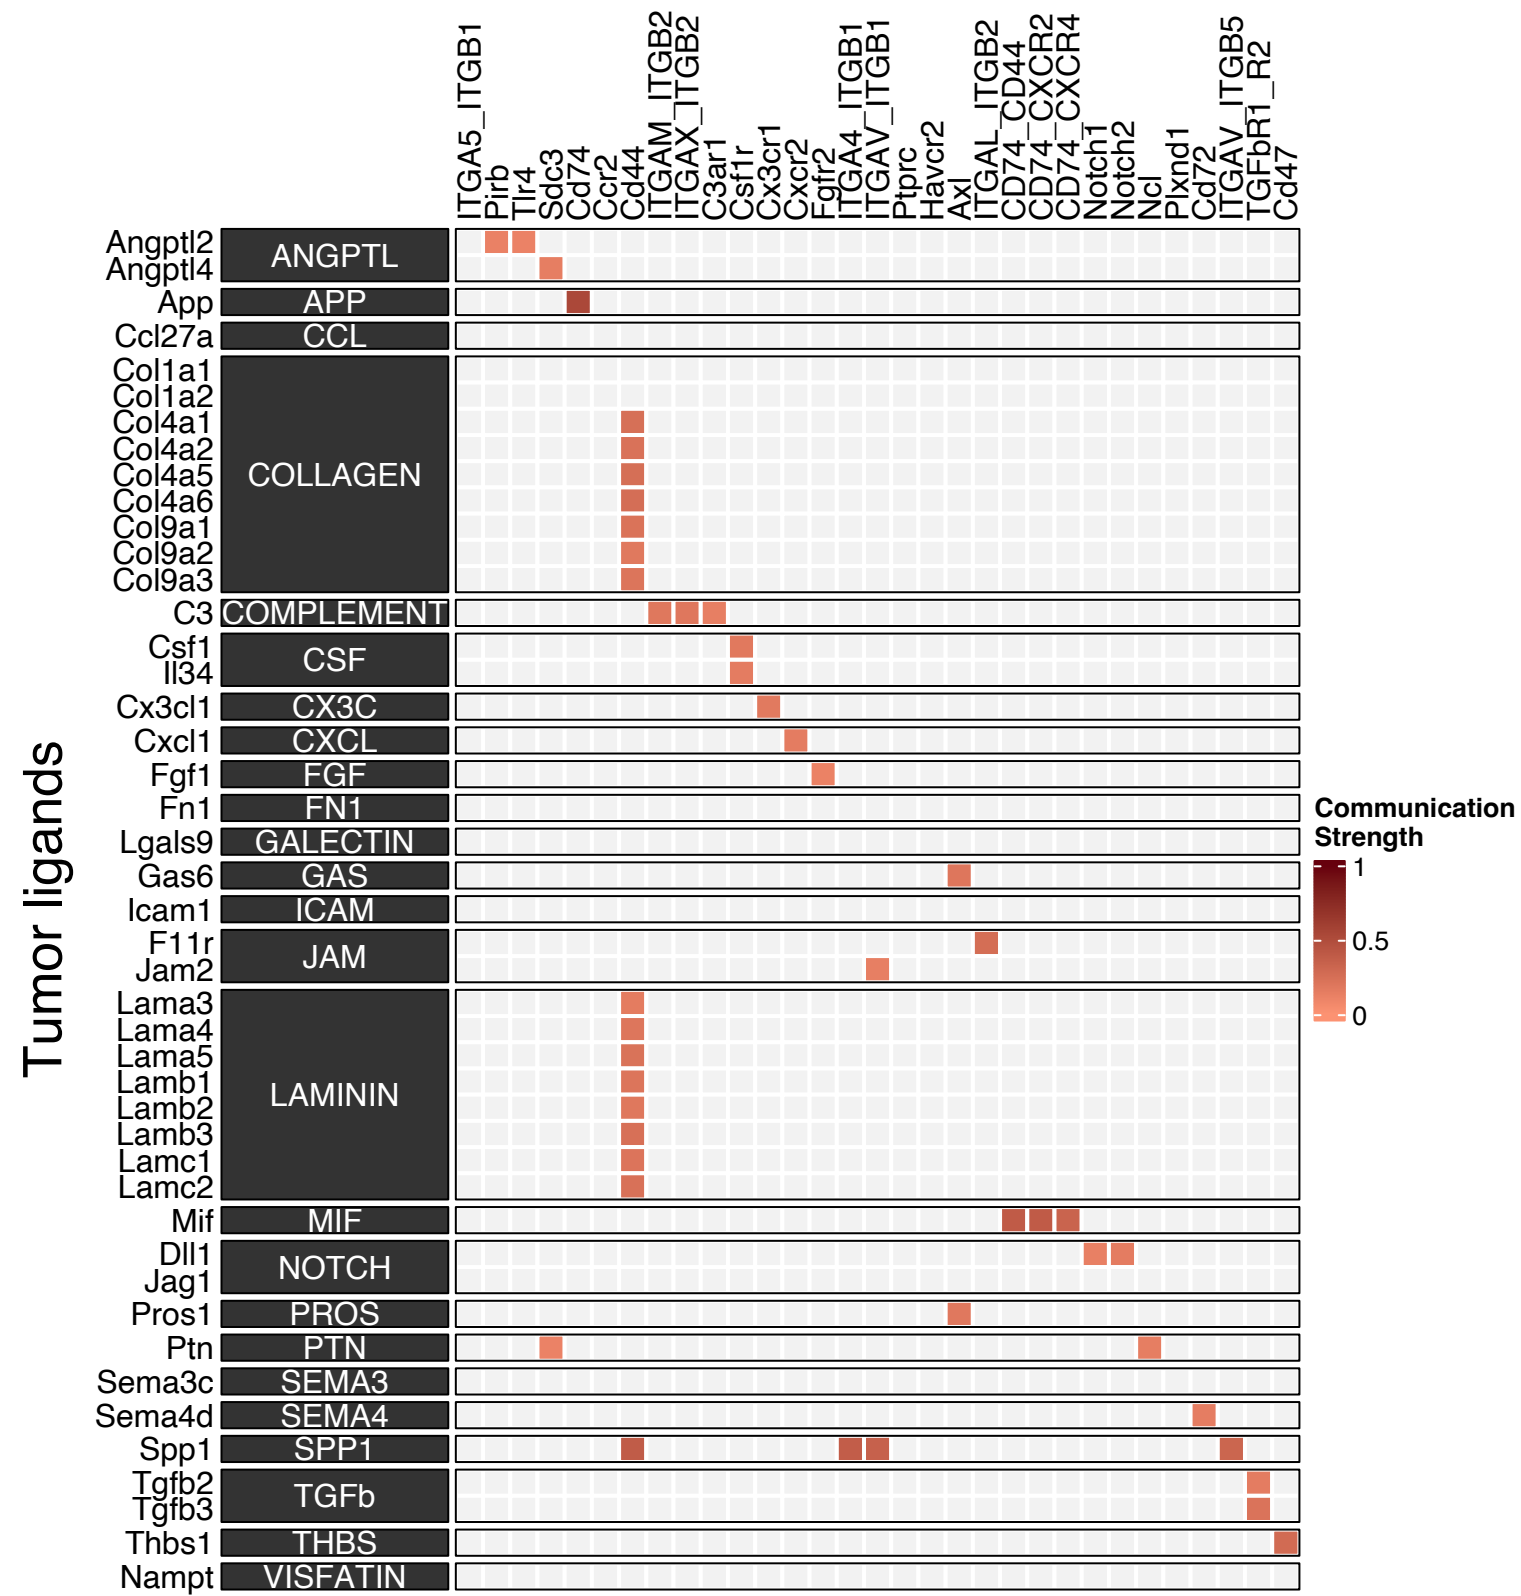 ITGA5_ITGB1
Pirb
Tlr4
Sdc3
Cd74
Ccr2
Cd44
ITGAM_ITGB2
ITGAX_ITGB2
C3ar1
Csf1r
Cx3cr1
Cxcr2
Fgfr2
ITGA4_ITGB1
ITGAV_ITGB1
Ptprc
Havcr2
Axl
ITGAL_ITGB2
CD74_CD44
CD74_CXCR2
CD74_CXCR4
Notch1
Notch2
Ncl
Plxnd1
Cd72
ITGAV_ITGB5
TGFbR1_R2
Cd47
Tumor ligands
Angptl2
Angptl4
ANGPTL
App APP
Ccl27a CCL
Col1a1
Col1a2
Col4a1
Col4a2
Col4a5
Col4a6
Col9a1
Col9a2
Col9a3
COLLAGEN
C3 COMPLEMENT
Csf1
Il34
CSF
Cx3cl1 CX3C
Cxcl1 CXCL
Fgf1 FGF
Fn1 FN1
Lgals9 GALECTIN
Gas6 GAS
Icam1 ICAM
F11r
Jam2
JAM
Lama3
Lama4
Lama5
Lamb1
Lamb2
Lamb3
Lamc1
Lamc2
LAMININ
Mif MIF
Dll1
Jag1
NOTCH
Pros1 PROS
Ptn PTN
Sema3c SEMA3
Sema4d SEMA4
Spp1 SPP1
Tgfb2
Tgfb3
TGFb
Thbs1 THBS
Nampt VISFATIN
Communication
Strength
1
0.5
0